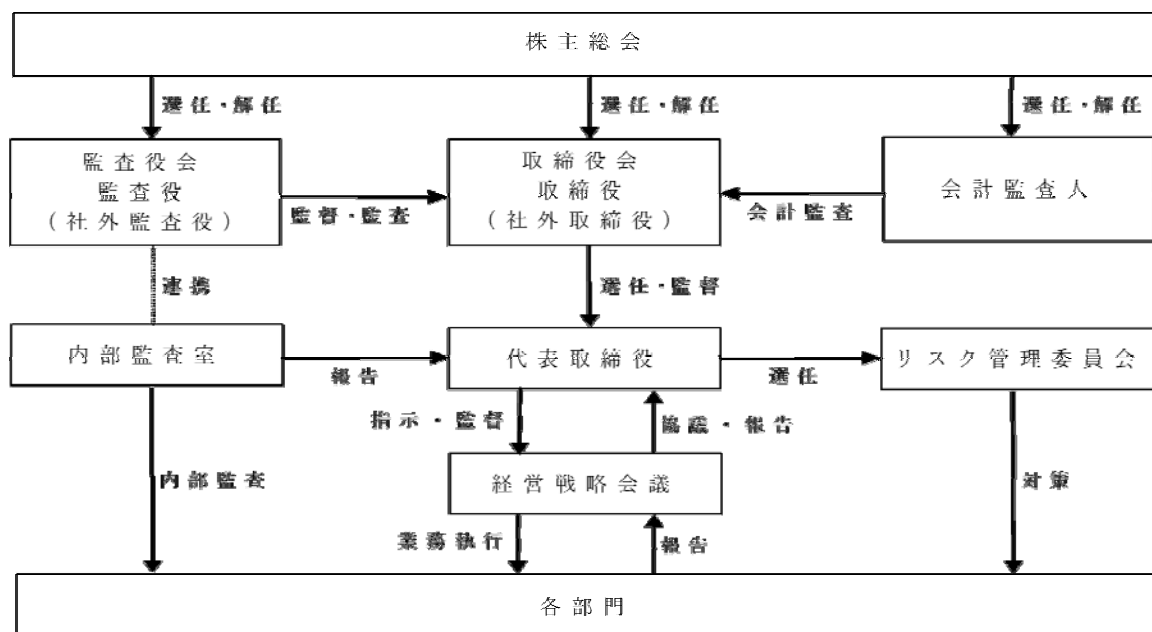 株主総会
選任・解任
選任・解任
選任・解任
監査役会
監査役
(社外監査役)
監督・監査
取締役会
取締役
(社外取締役)
会計監査
会計監査人
連携
選任・監督
内部監査室
報告
代表取締役
選任
リスク管理委員会
指示・監督
協議・報告
内部監査
経営戦略会議
対策
業務執行
報告
各部門